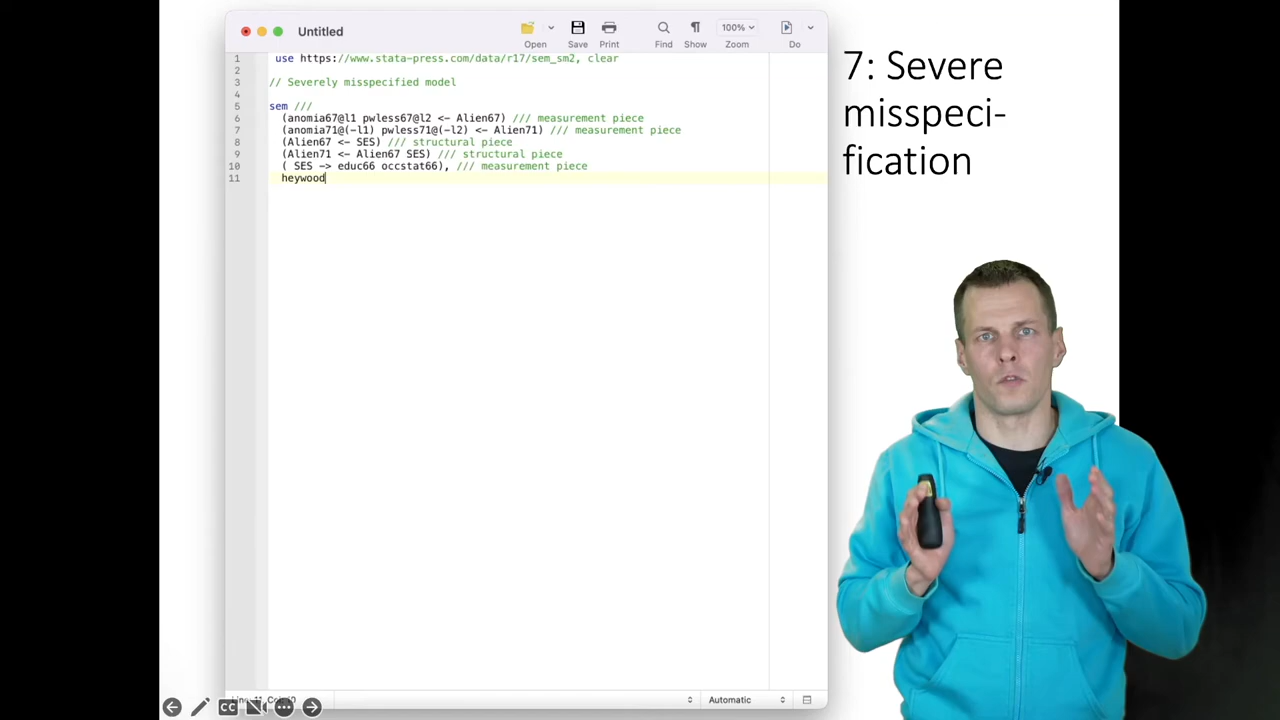 Untitled
Open
Save
Print
Find
Show
100%
Zoom
Do
1 use https://www.stata-press.com/data/r17/sem_sm2, clear
2
3 // Severely misspecified model
4
5 sem ///
6 (anomia67@l1 pwless67@l2 <- Alien67) /// measurement piece
7 (anomia71@(-l1) pwless71@(-l2) <- Alien71) /// measurement piece
8 (Alien67 <- SES) /// structural piece
9 (Alien71 <- Alien67 SES) /// structural piece
10 ( SES -> educ66 occstat66), /// measurement piece
11 heywood
7: Severe
misspeci-
fication
CC
Automatic